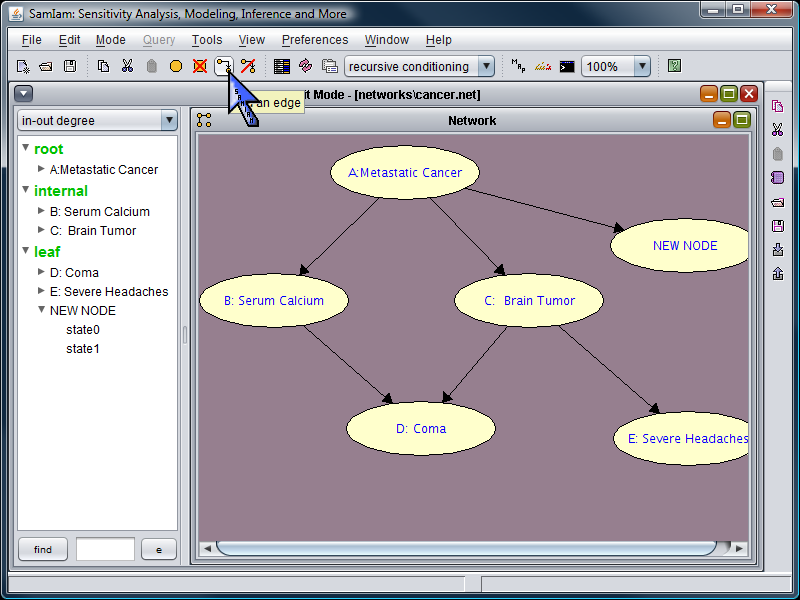 SamIam: Sensitivity Analysis, Modeling, Inference and More
File Edit Mode Query Tools View Preferences Window Help
recursive conditioning 100%
an edge
it Mode - [networks\cancer.net]
in-out degree
Network
root
A:Metastatic Cancer
internal
B: Serum Calcium
C: Brain Tumor
leaf
D: Coma
E: Severe Headaches
NEW NODE
state0
state1
find
e
A:Metastatic Cancer
NEW NODE
B: Serum Calcium
C: Brain Tumor
D: Coma
E: Severe Headaches